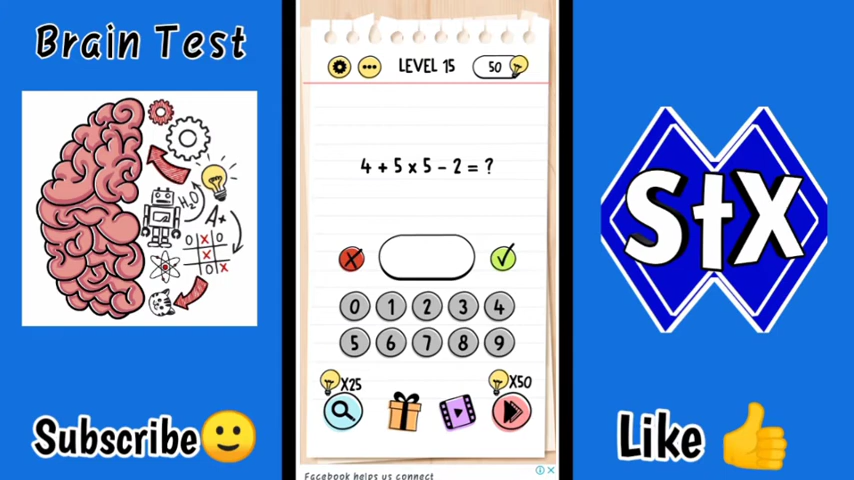 Brain Test
H₂O
A x
O X O
X
O X
Subscribe🙂
LEVEL 15
50
4 + 5 x 5 - 2 = ?
0 1 2 3 4
5 6 7 8 9
X25
X50
Facebook helps us connect
StX
Like 👍